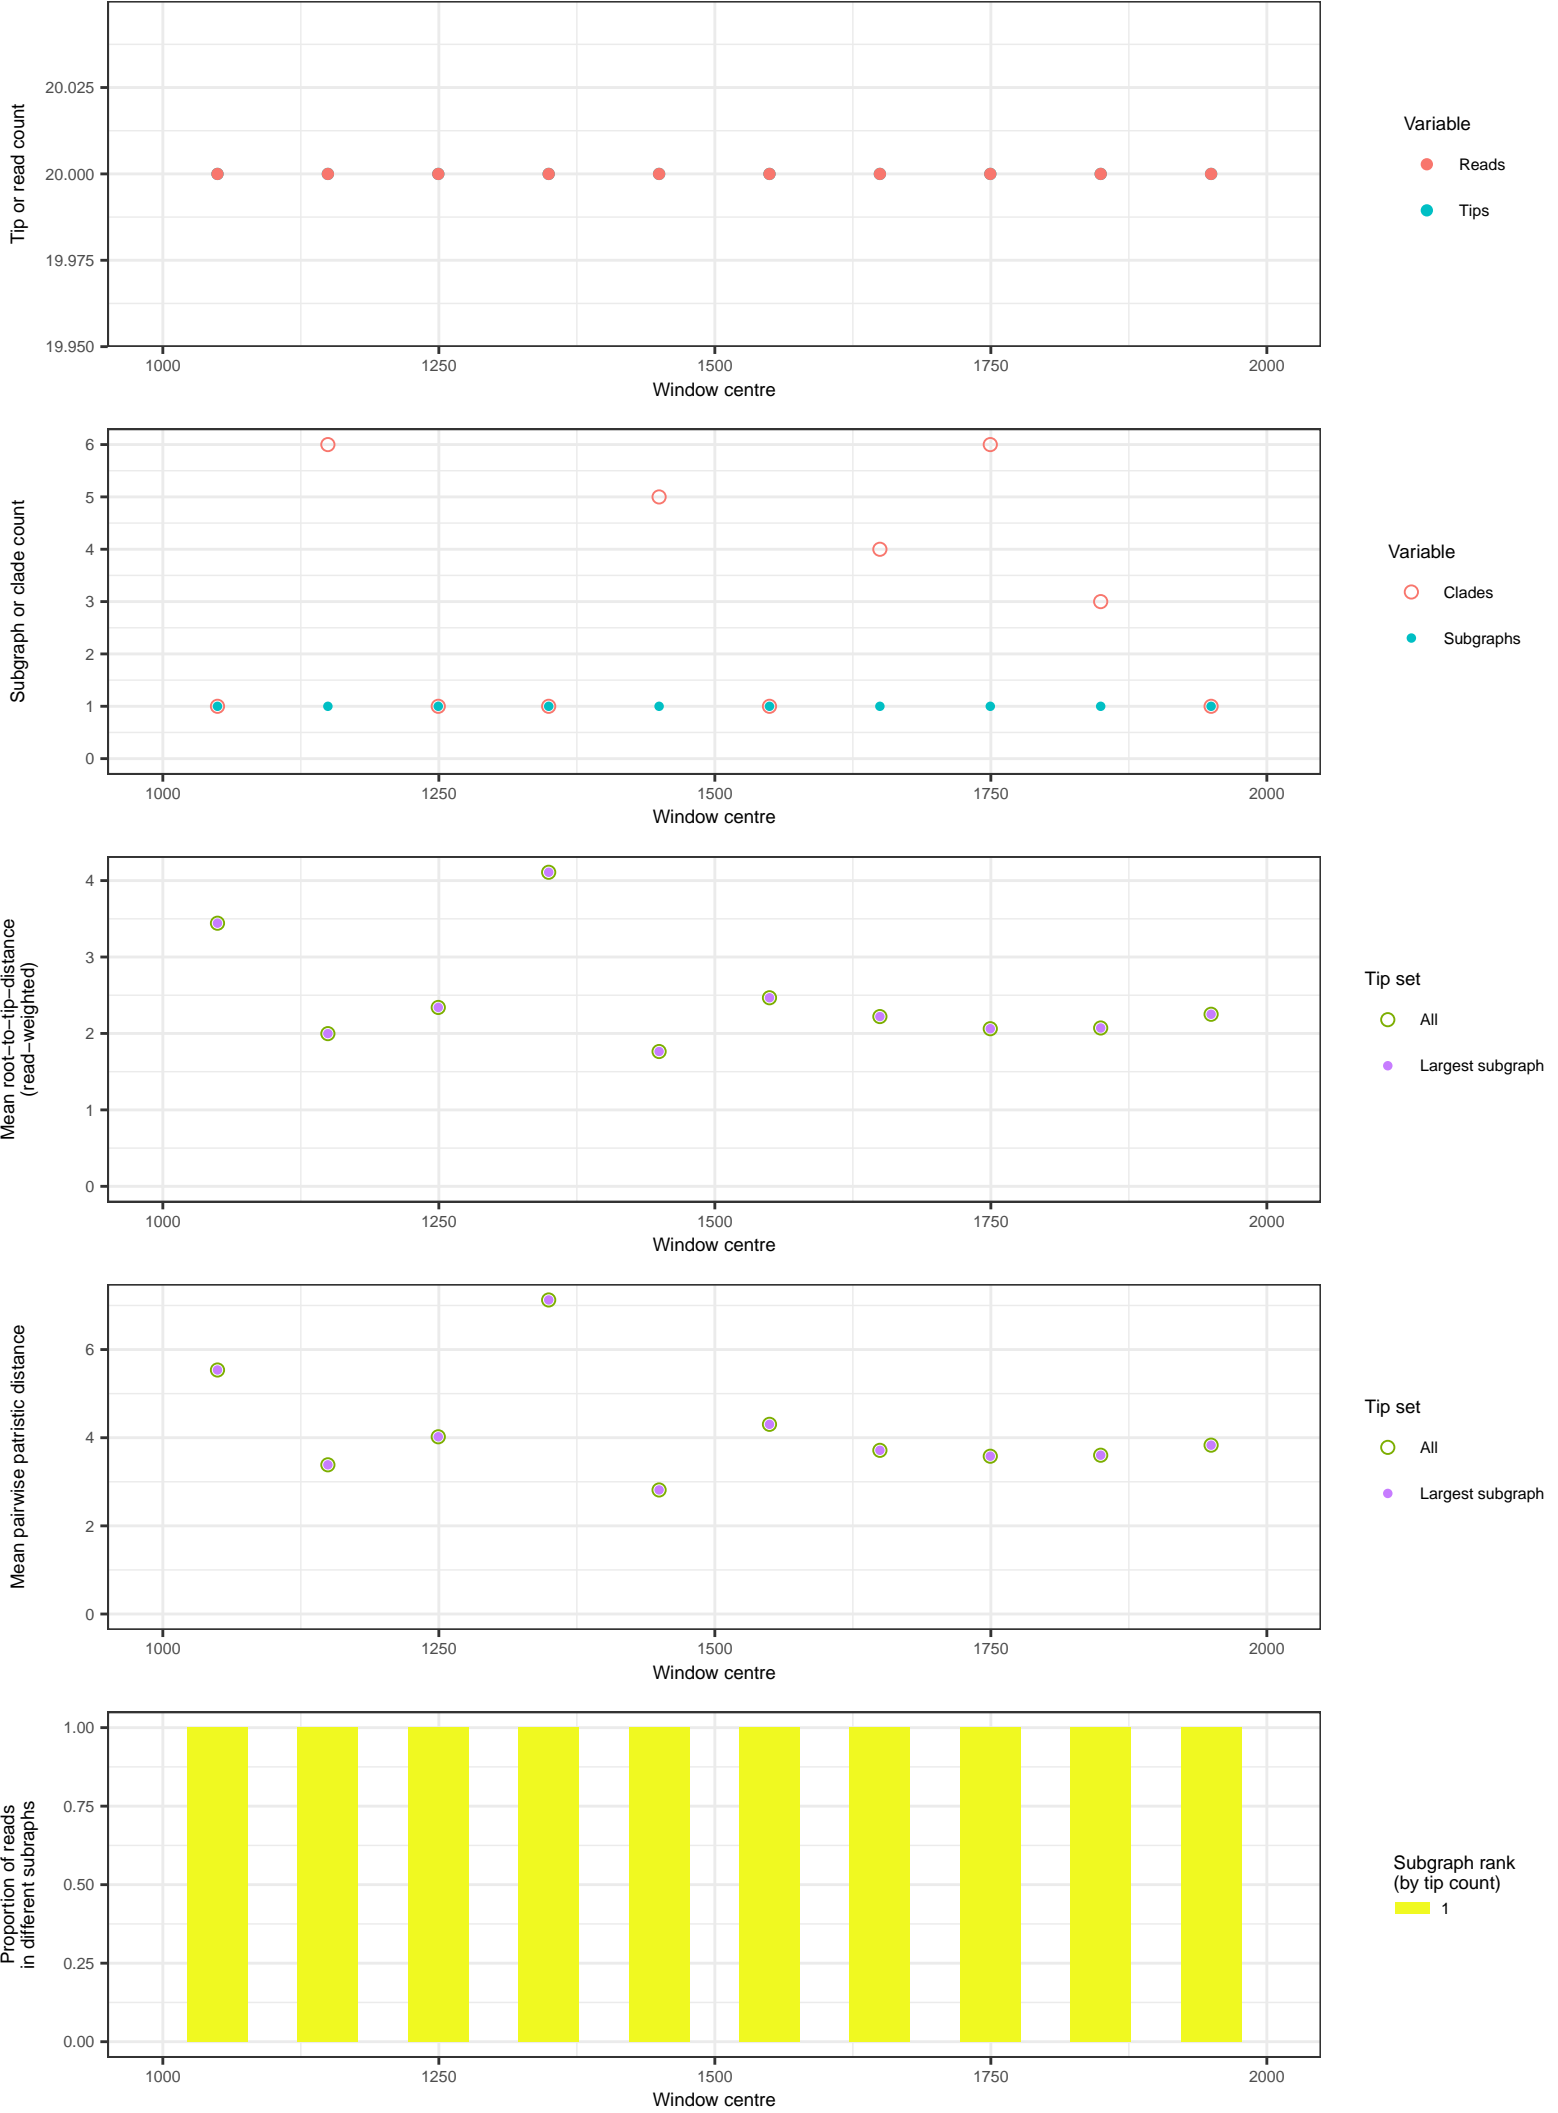 20.025
20.000
19.975
19.950
Tip or read count
1000 1250 1500 1750 2000
Window centre
Variable
Reads
Tips
6
5
4
3
2
1
0
Subgraph or clade count
1000 1250 1500 1750 2000
Window centre
Variable
Clades
Subgraphs
4
3
2
1
0
Mean root−to−tip−distance
(read−weighted)
1000 1250 1500 1750 2000
Window centre
Tip set
All
Largest subgraph
6
4
2
0
Mean pairwise patristic distance
1000 1250 1500 1750 2000
Window centre
Tip set
All
Largest subgraph
1.00
0.75
0.50
0.25
0.00
Proportion of reads
in different subraphs
1000 1250 1500 1750 2000
Window centre
Subgraph rank
(by tip count)
1